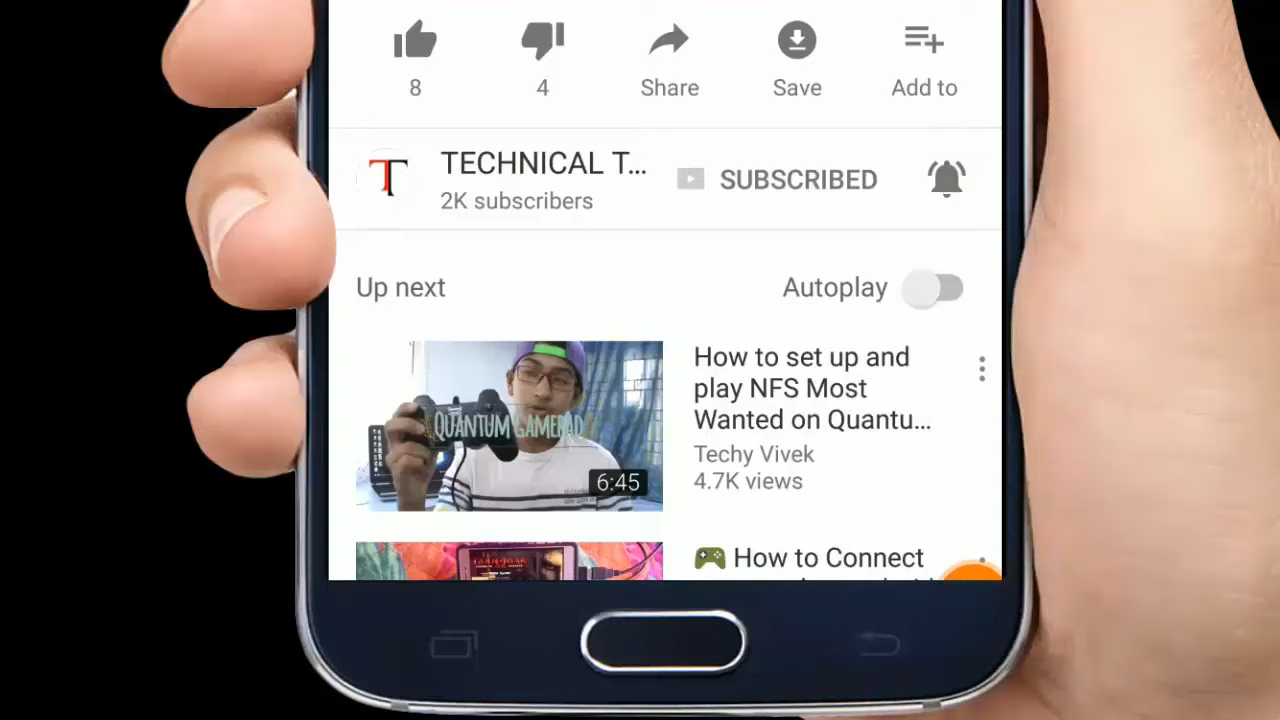 8
4
Share
Save
Add to
TECHNICAL T...
SUBSCRIBED
2K subscribers
Up next
Autoplay
How to set up and
play NFS Most
Wanted on Quantu...
Techy Vivek
4.7K views
QUANTUM GAMEPAD
6:45
🎮 How to Connect